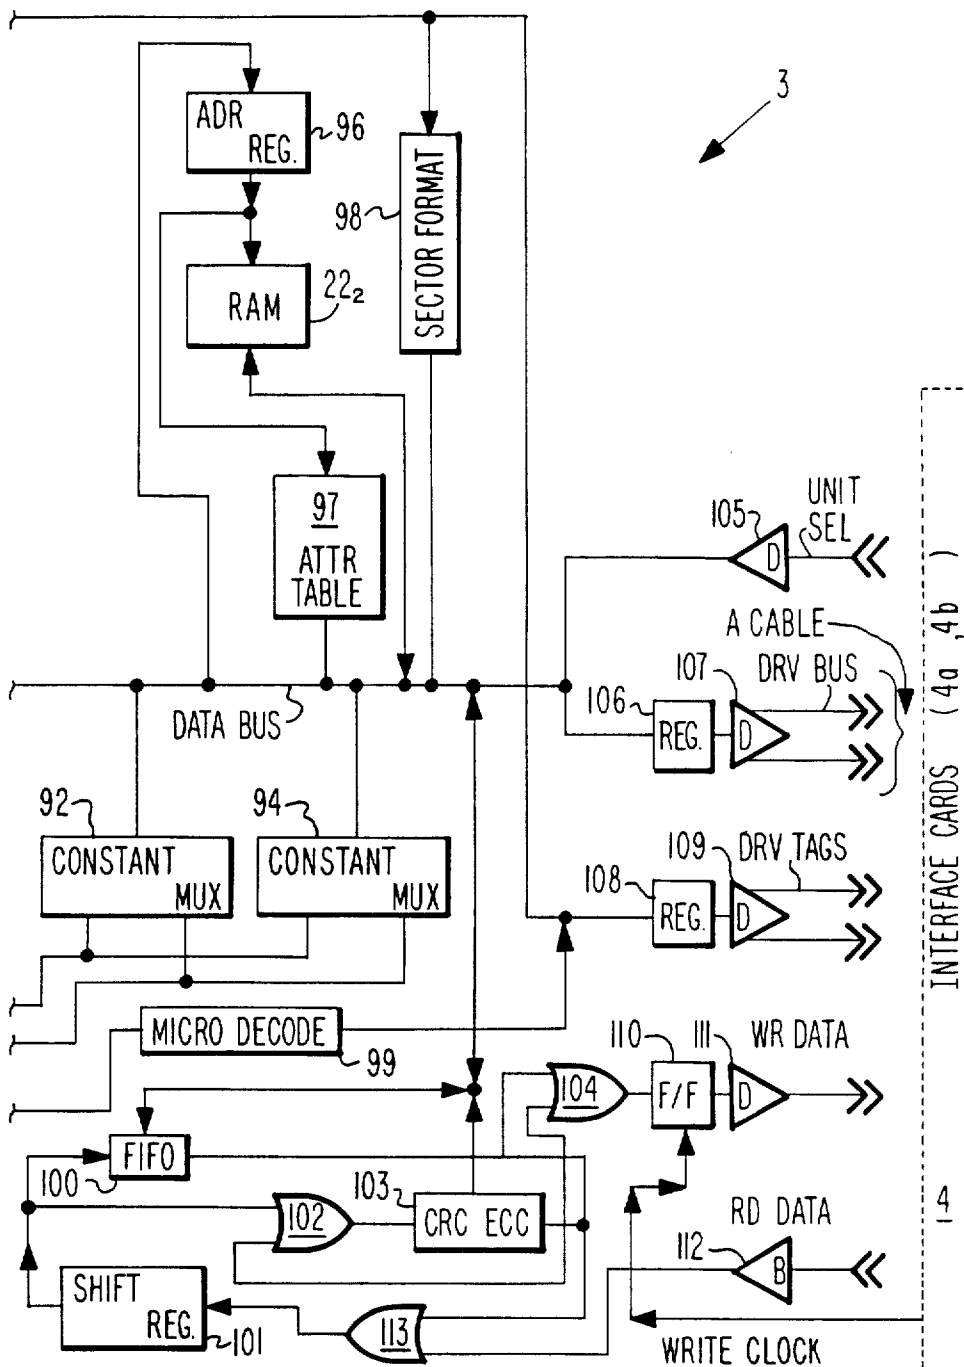 3
ADR
REG.
96
98
SECTOR FORMAT
RAM
22₂
97
ATTR
TABLE
105
D
UNIT
SEL
A CABLE
107
DRV BUS
106
REG.
D
DATA BUS
92
CONSTANT
MUX
94
CONSTANT
MUX
109
DRV TAGS
108
REG.
D
MICRO DECODE
99
110
111
WR DATA
104
F/F
D
FIFO
100
103
102
CRC ECC
RD DATA
112
B
SHIFT
REG.
101
113
WRITE CLOCK
INTERFACE CARDS (4a ,4b )
4